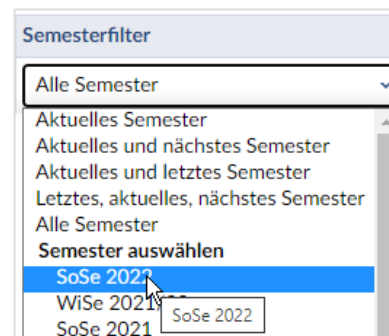 Semesterfilter
Alle Semester
Aktuelles Semester
Aktuelles und nächstes Semester
Aktuelles und letztes Semester
Letztes, aktuelles, nächstes Semester
Alle Semester
Semester auswählen
SoSe 2022
WiSe 2021/
SoSe 2022
SoSe 2021